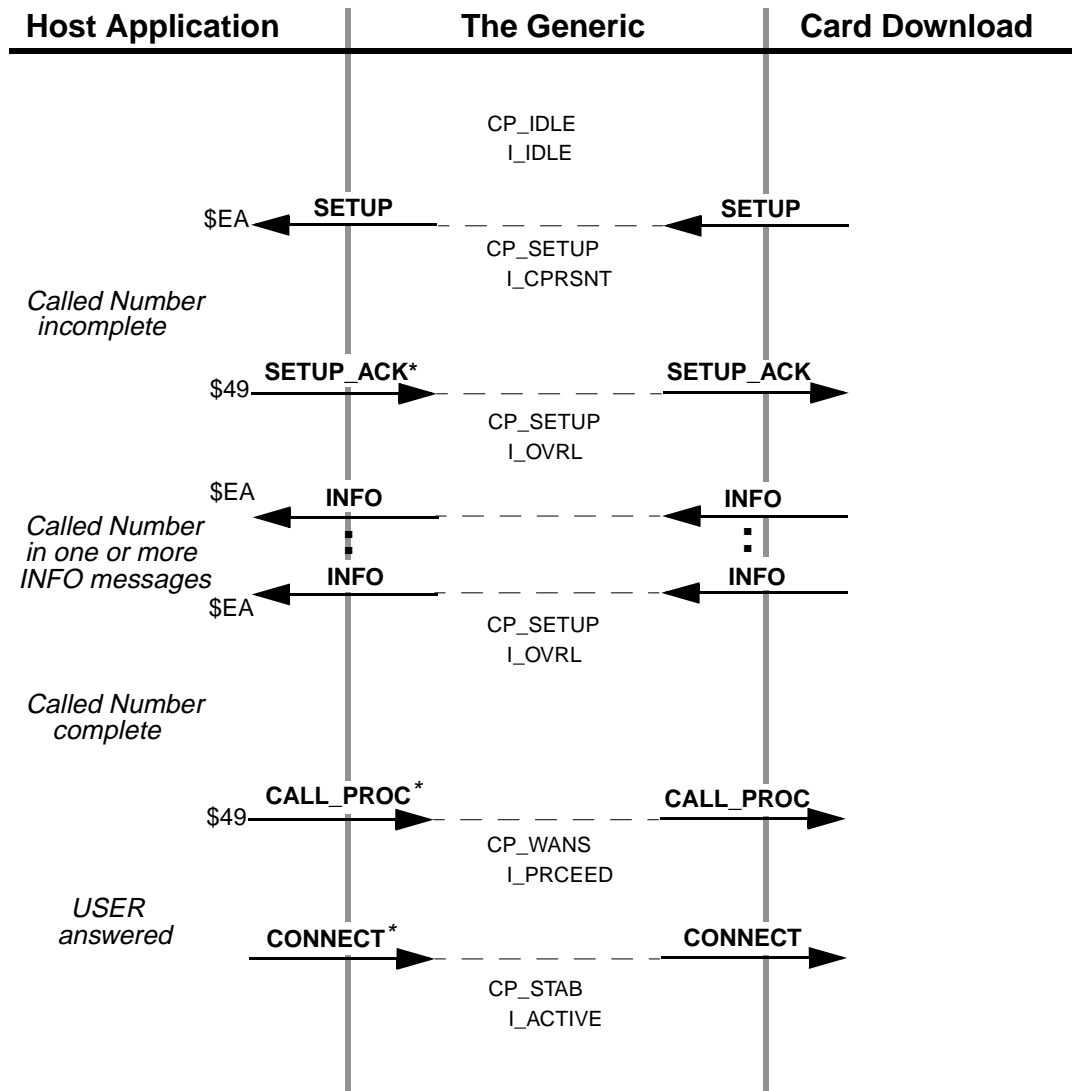 Host Application The Generic Card Download
CP_IDLE
I_IDLE
$EA SETUP SETUP
CP_SETUP
I_CPRSNT
Called Number
incomplete
$49 SETUP_ACK* SETUP_ACK
CP_SETUP
I_OVRL
$EA INFO INFO
Called Number
in one or more
INFO messages
$EA INFO INFO
CP_SETUP
I_OVRL
Called Number
complete
$49 CALL_PROC* CALL_PROC
CP_WANS
I_PRCEED
USER
answered
CONNECT* CONNECT
CP_STAB
I_ACTIVE